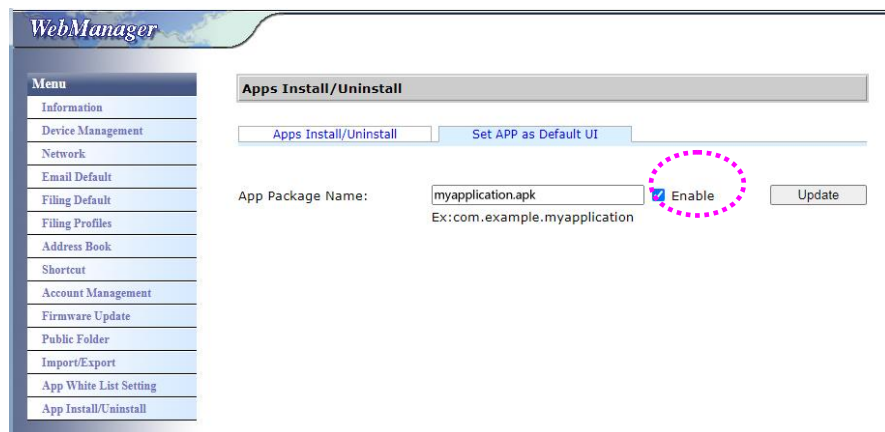 WebManager
Menu
Information
Device Management
Network
Email Default
Filing Default
Filing Profiles
Address Book
Shortcut
Account Management
Firmware Update
Public Folder
Import/Export
App White List Setting
App Install/Uninstall
Apps Install/Uninstall
Apps Install/Uninstall Set APP as Default UI
App Package Name: myapplication.apk Enable Update
Ex:com.example.myapplication